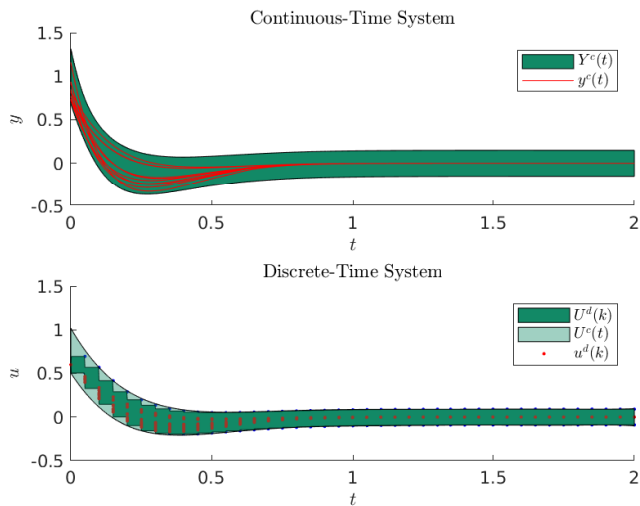 Continuous-Time System
1.5
1
0.5
0
-0.5
y
Y^c(t)
y^c(t)
0
0.5
1
1.5
2
t
Discrete-Time System
1.5
1
0.5
0
-0.5
u
U^d(k)
U^c(t)
u^d(k)
0
0.5
1
1.5
2
t